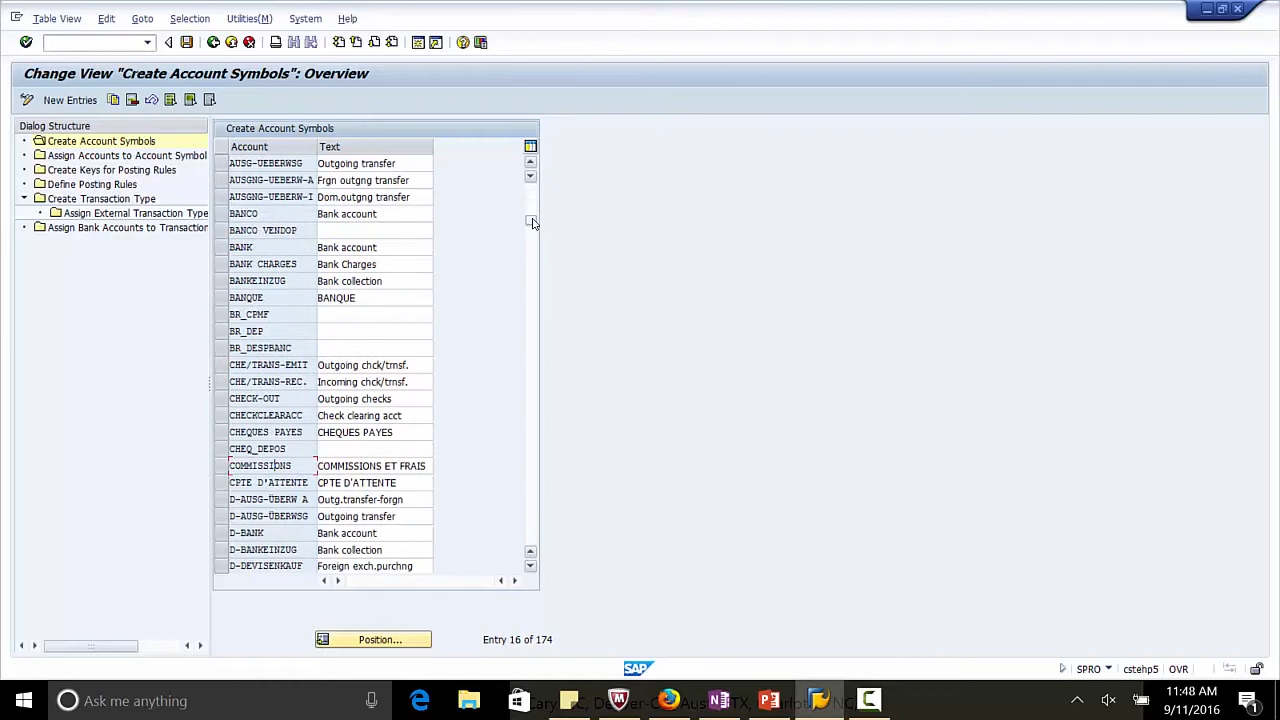 Table View Edit Goto Selection Utilities(M) System Help
Change View "Create Account Symbols": Overview
New Entries
Dialog Structure
Create Account Symbols
Assign Accounts to Account Symbol
Create Keys for Posting Rules
Define Posting Rules
Create Transaction Type
Assign External Transaction Type
Assign Bank Accounts to Transaction
Create Account Symbols
Account Text
AUSG-UEBERWSG Outgoing transfer
AUSGNG-UEBERW-A Frgn outgng transfer
AUSGNG-UEBERW-I Dom.outgng transfer
BANCO Bank account
BANCO VENDOP
BANK Bank account
BANK CHARGES Bank Charges
BANKEINZUG Bank collection
BANQUE BANQUE
BR_CPMF
BR_DEP
BR_DESPBANC
CHE/TRANS-EMIT Outgoing chck/trnsf.
CHE/TRANS-REC. Incoming chck/trnsf.
CHECK-OUT Outgoing checks
CHECKCLEARACC Check clearing acct
CHEQUES PAYES CHEQUES PAYES
CHEQ_DEPOS
COMMISSIONS COMMISSIONS ET FRAIS
CPTE D'ATTENTE CPTE D'ATTENTE
D-AUSG-ÜBERW A Outg.transfer-forgn
D-AUSG-ÜBERWSG Outgoing transfer
D-BANK Bank account
D-BANKEINZUG Bank collection
D-DEVISENKAUF Foreign exch.purchng
Position... Entry 16 of 174
SAP
SPRO cstehp5 OVR
Ask me anything
11:48 AM
9/11/2016